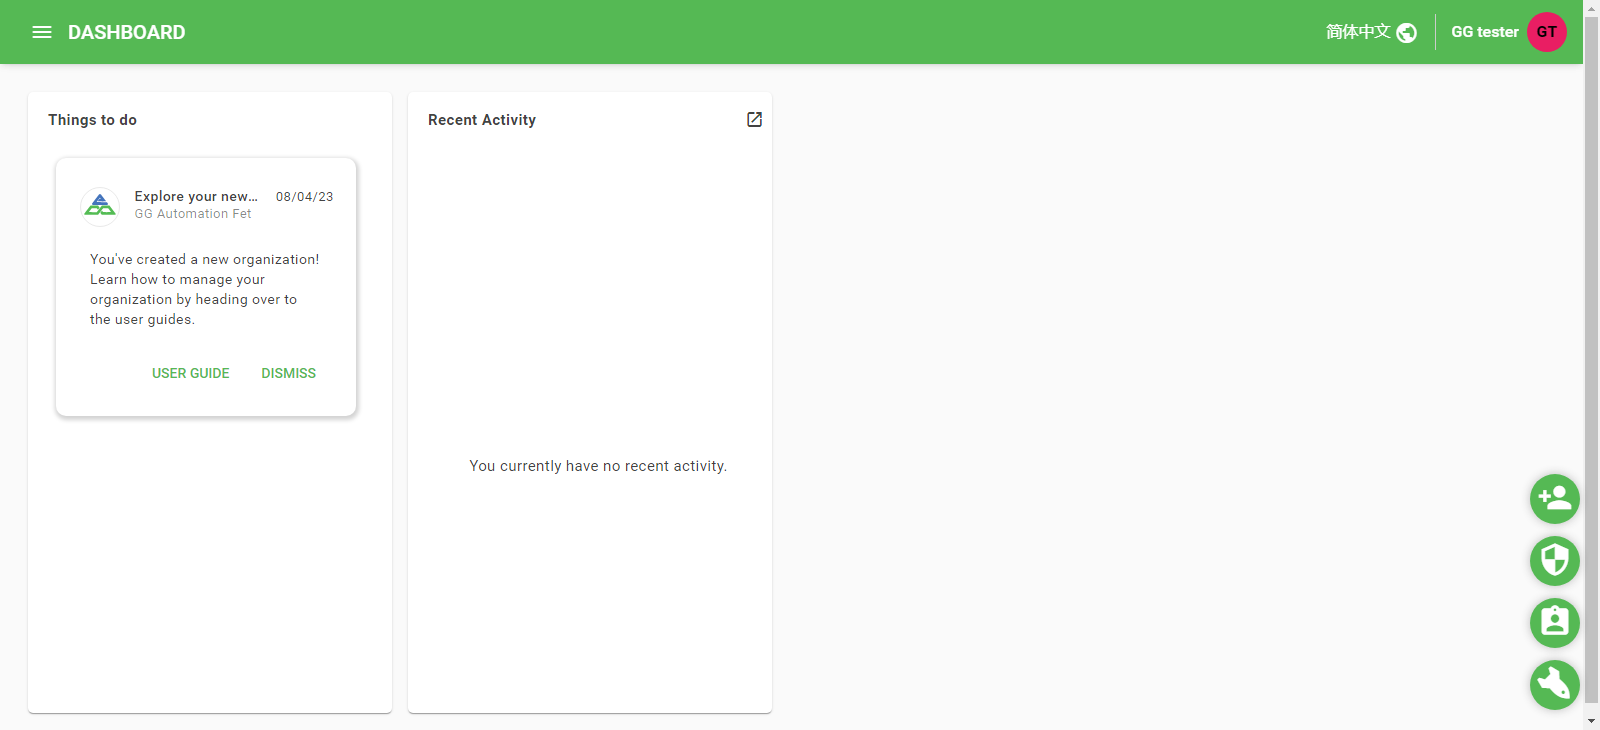 DASHBOARD
简体中文
GG tester
GT
Things to do
Explore your new...
08/04/23
GG Automation Fet
You've created a new organization!
Learn how to manage your
organization by heading over to
the user guides.
USER GUIDE
DISMISS
Recent Activity
You currently have no recent activity.